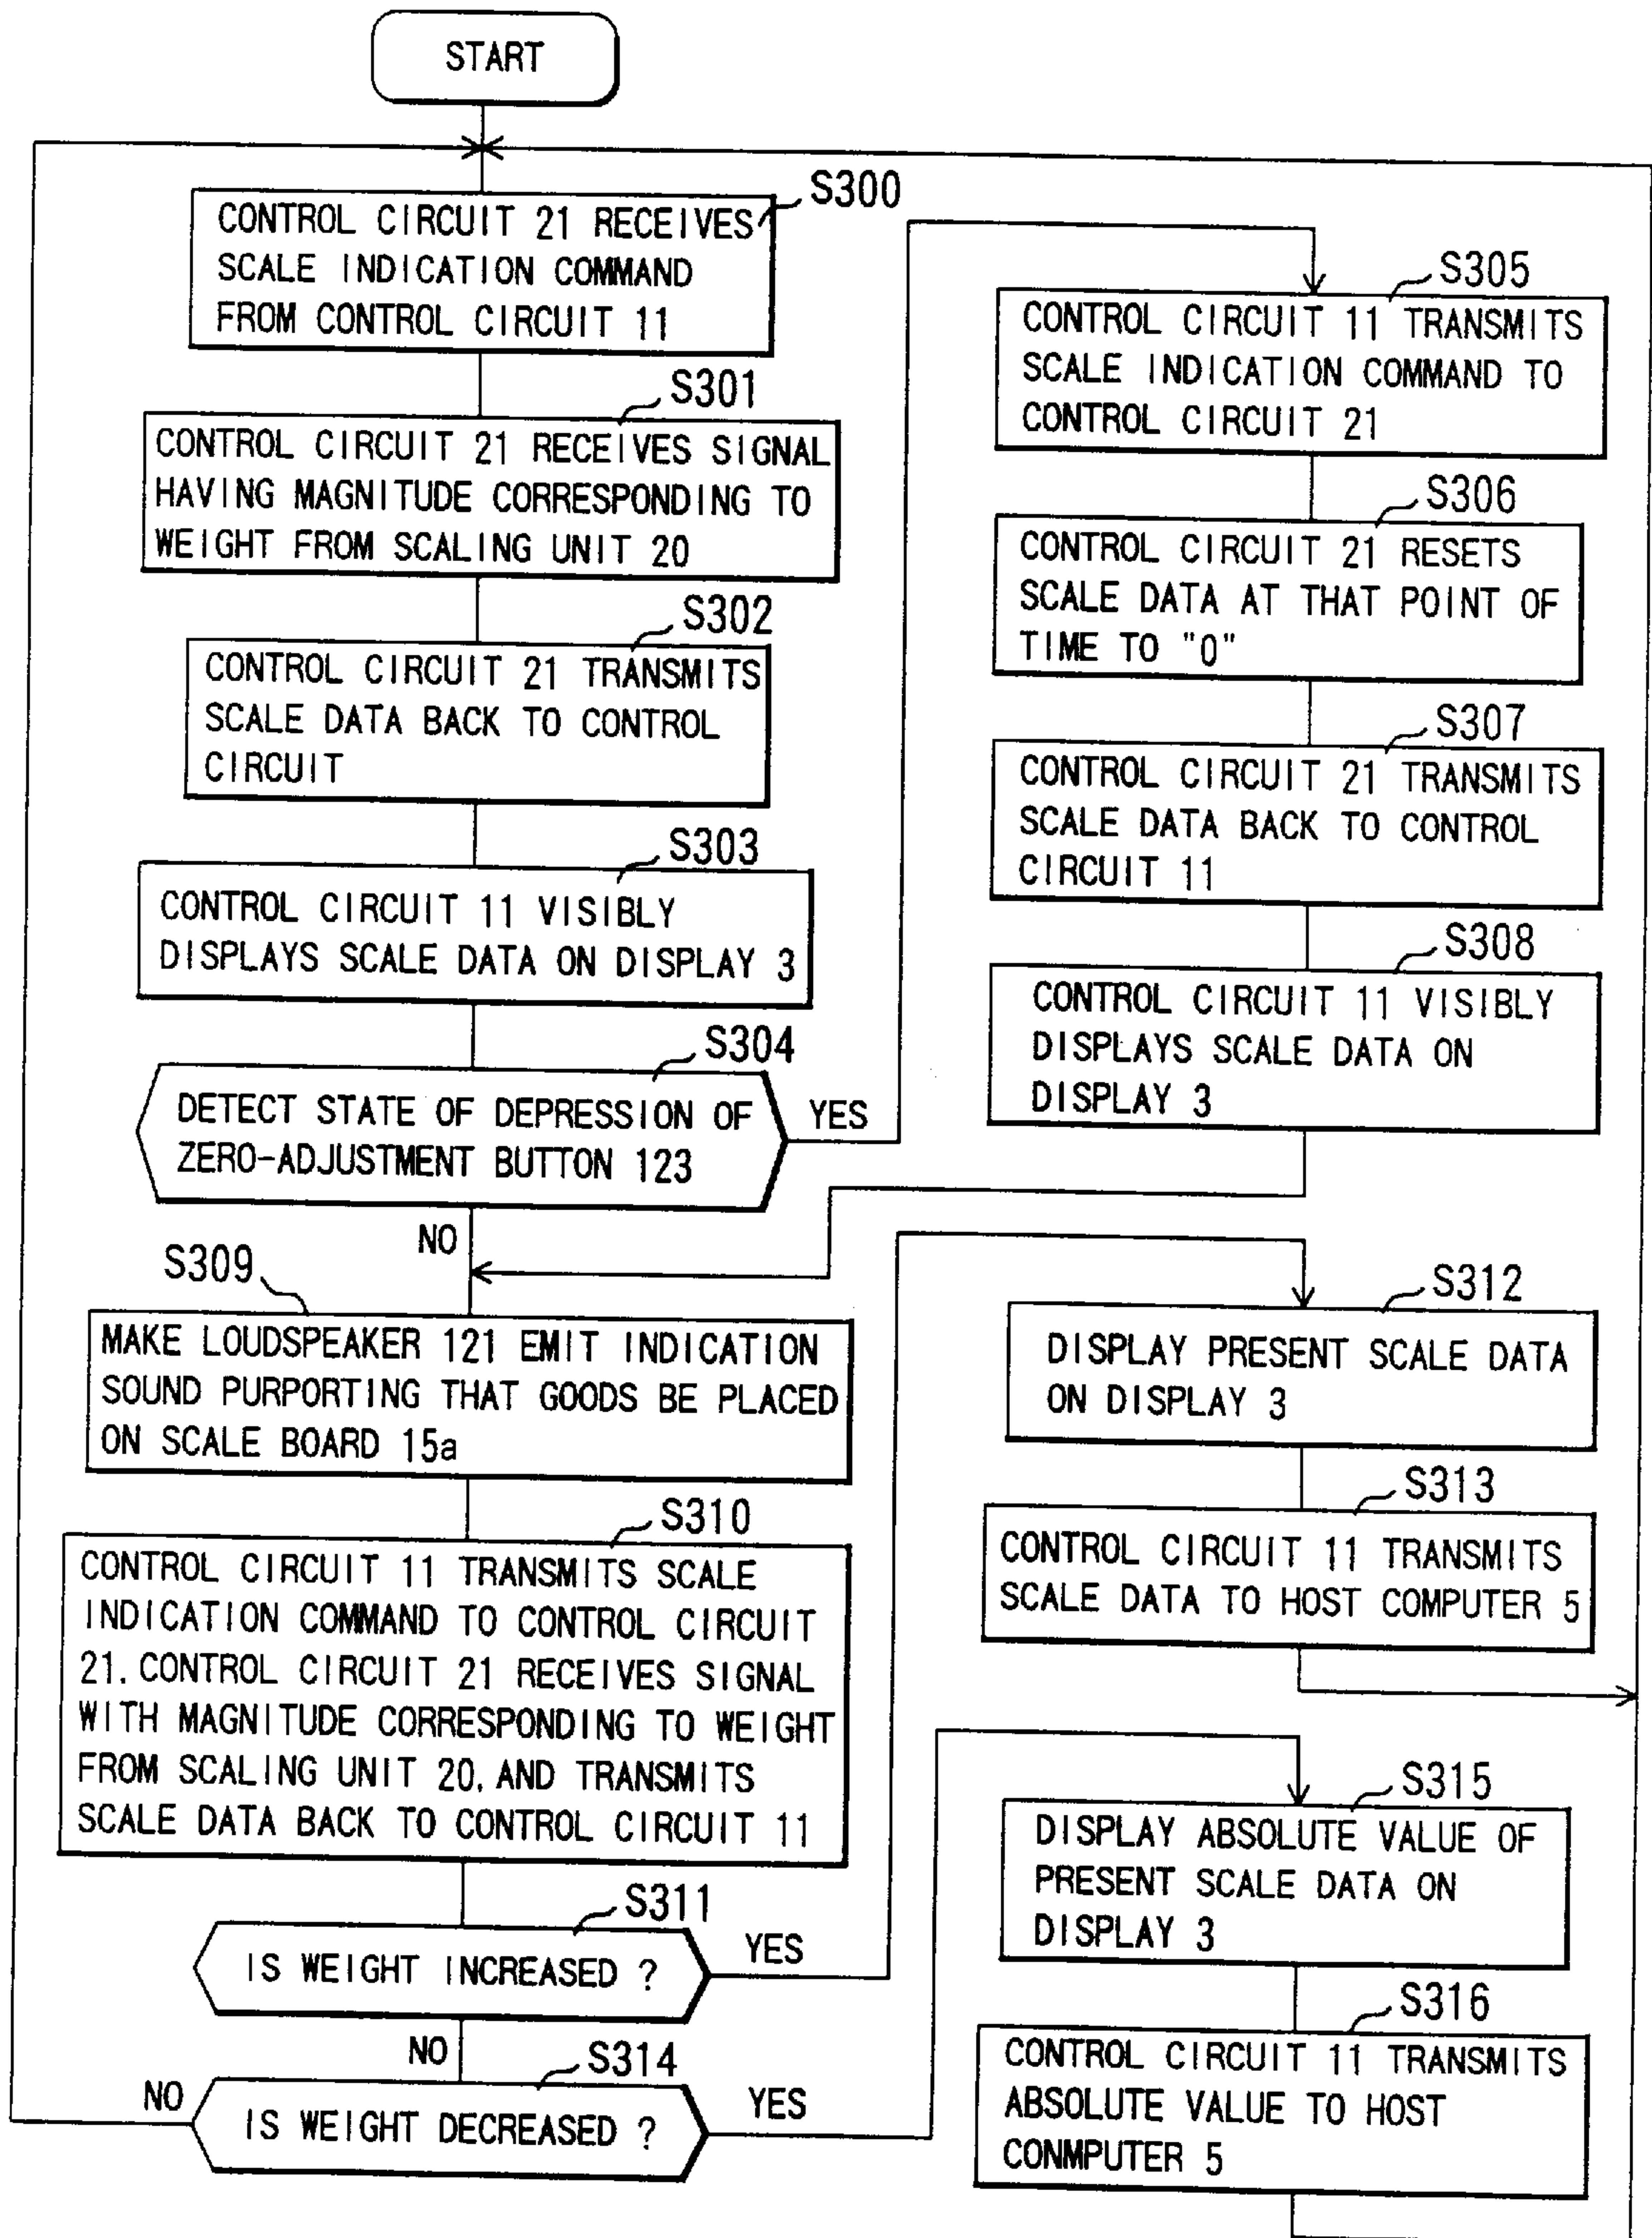 START
S300
CONTROL CIRCUIT 21 RECEIVES
SCALE INDICATION COMMAND
FROM CONTROL CIRCUIT 11
S301
CONTROL CIRCUIT 21 RECEIVES SIGNAL
HAVING MAGNITUDE CORRESPONDING TO
WEIGHT FROM SCALING UNIT 20
S302
CONTROL CIRCUIT 21 TRANSMITS
SCALE DATA BACK TO CONTROL
CIRCUIT
S303
CONTROL CIRCUIT 11 VISIBLY
DISPLAYS SCALE DATA ON DISPLAY 3
S304
DETECT STATE OF DEPRESSION OF
ZERO-ADJUSTMENT BUTTON 123
YES
NO
S305
CONTROL CIRCUIT 11 TRANSMITS
SCALE INDICATION COMMAND TO
CONTROL CIRCUIT 21
S306
CONTROL CIRCUIT 21 RESETS
SCALE DATA AT THAT POINT OF
TIME TO "0"
S307
CONTROL CIRCUIT 21 TRANSMITS
SCALE DATA BACK TO CONTROL
CIRCUIT 11
S308
CONTROL CIRCUIT 11 VISIBLY
DISPLAYS SCALE DATA ON
DISPLAY 3
S309
MAKE LOUDSPEAKER 121 EMIT INDICATION
SOUND PURPORTING THAT GOODS BE PLACED
ON SCALE BOARD 15a
S310
CONTROL CIRCUIT 11 TRANSMITS SCALE
INDICATION COMMAND TO CONTROL CIRCUIT
21. CONTROL CIRCUIT 21 RECEIVES SIGNAL
WITH MAGNITUDE CORRESPONDING TO WEIGHT
FROM SCALING UNIT 20, AND TRANSMITS
SCALE DATA BACK TO CONTROL CIRCUIT 11
S311
IS WEIGHT INCREASED ?
YES
NO
S312
DISPLAY PRESENT SCALE DATA
ON DISPLAY 3
S313
CONTROL CIRCUIT 11 TRANSMITS
SCALE DATA TO HOST COMPUTER 5
S314
NO
IS WEIGHT DECREASED ?
YES
S315
DISPLAY ABSOLUTE VALUE OF
PRESENT SCALE DATA ON
DISPLAY 3
S316
CONTROL CIRCUIT 11 TRANSMITS
ABSOLUTE VALUE TO HOST
CONMPUTER 5